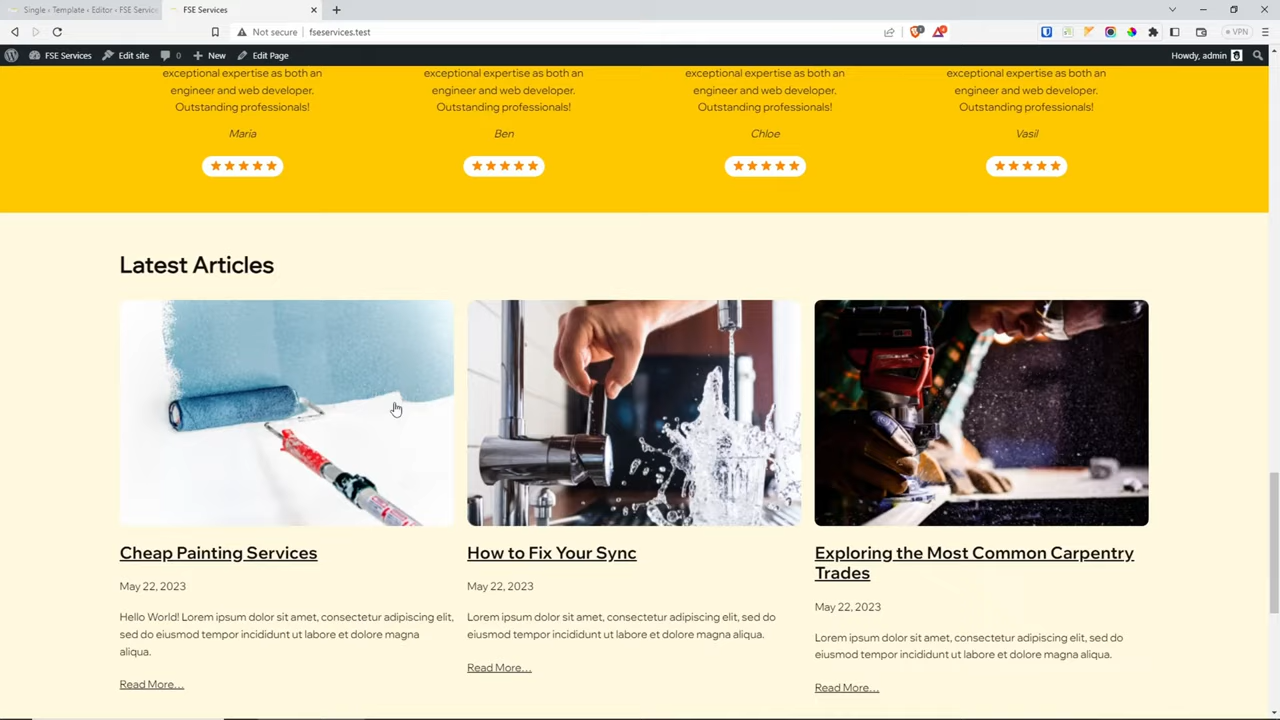 Single ‹ Template ‹ Editor ‹ FSE Servic
FSE Services
Not secure
fseservices.test
VPN
FSE Services
Edit site
0
New
Edit Page
Howdy, admin
exceptional expertise as both an
engineer and web developer.
Outstanding professionals!
Maria
exceptional expertise as both an
engineer and web developer.
Outstanding professionals!
Ben
exceptional expertise as both an
engineer and web developer.
Outstanding professionals!
Chloe
exceptional expertise as both an
engineer and web developer.
Outstanding professionals!
Vasil
Latest Articles
Cheap Painting Services
May 22, 2023
Hello World! Lorem ipsum dolor sit amet, consectetur adipiscing elit,
sed do eiusmod tempor incididunt ut labore et dolore magna
aliqua.
Read More…
How to Fix Your Sync
May 22, 2023
Lorem ipsum dolor sit amet, consectetur adipiscing elit, sed do
eiusmod tempor incididunt ut labore et dolore magna aliqua.
Read More…
Exploring the Most Common Carpentry
Trades
May 22, 2023
Lorem ipsum dolor sit amet, consectetur adipiscing elit, sed do
eiusmod tempor incididunt ut labore et dolore magna aliqua.
Read More…